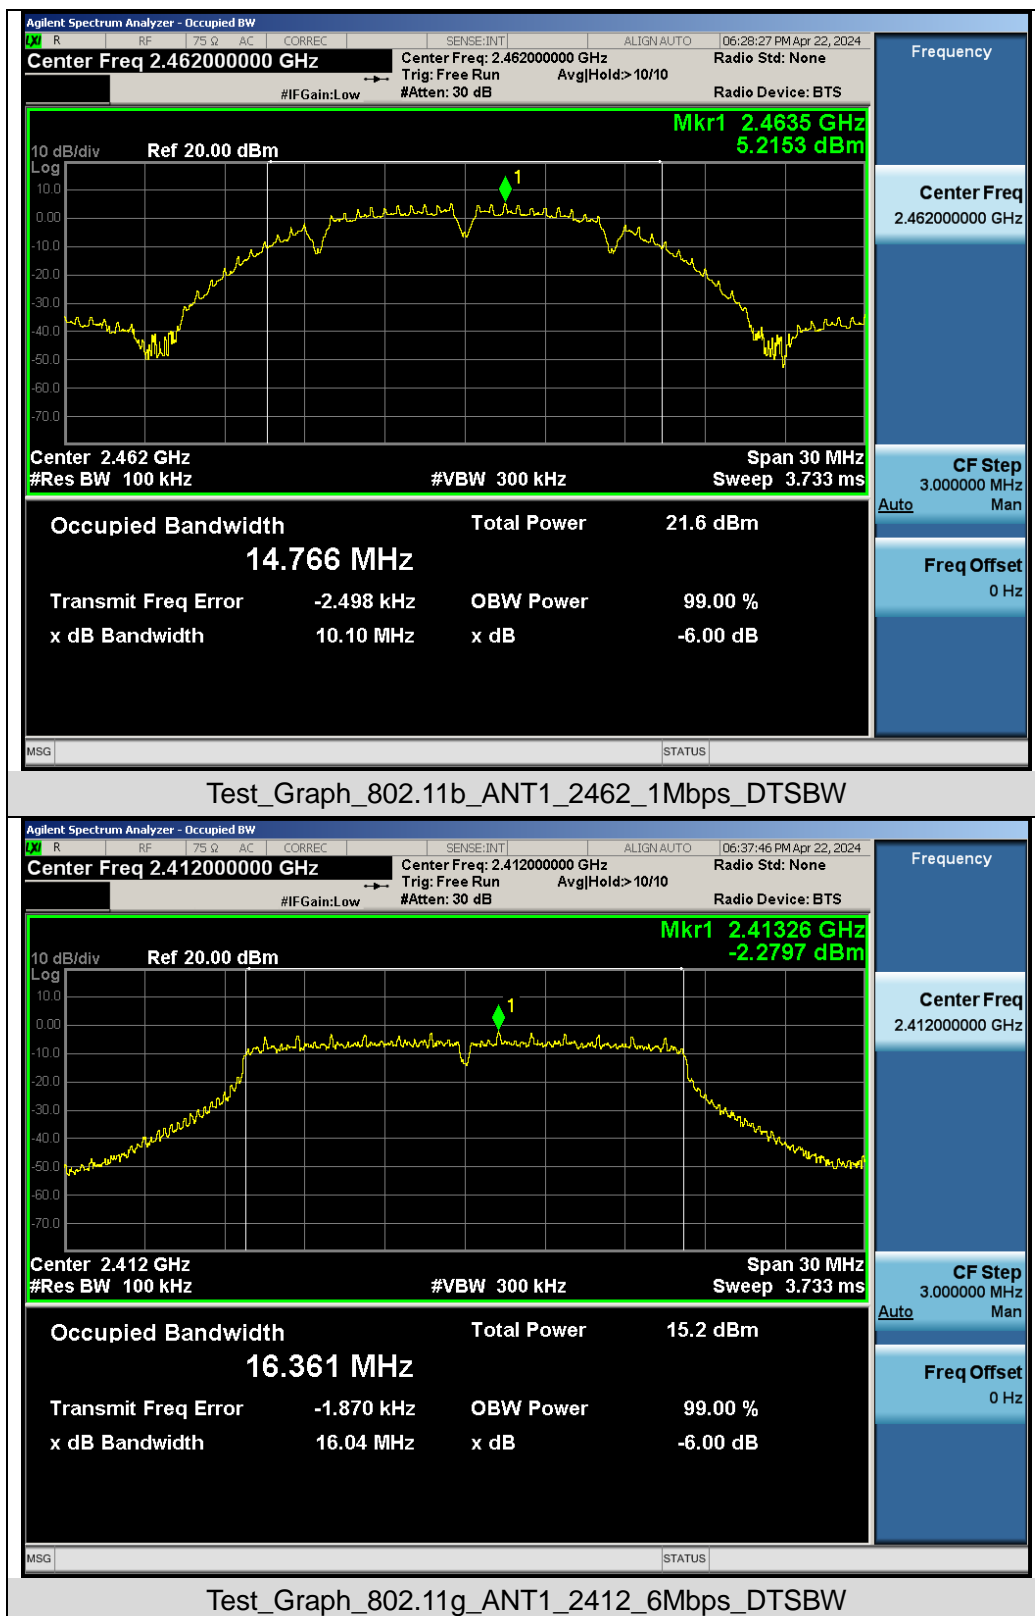 Agilent Spectrum Analyzer - Occupied BW
LXI R RF 75 Ω AC CORREC SENSE:INT ALIGN AUTO 06:28:27 PM Apr 22, 2024
Center Freq 2.462000000 GHz Center Freq: 2.462000000 GHz Radio Std: None
Trig: Free Run Avg|Hold:> 10/10
#IFGain:Low #Atten: 30 dB Radio Device: BTS
Mkr1 2.4635 GHz
5.2153 dBm
10 dB/div Ref 20.00 dBm
Log
1
10.0
0.00
-10.0
-20.0
-30.0
-40.0
-50.0
-60.0
-70.0
Center 2.462 GHz Span 30 MHz
#Res BW 100 kHz #VBW 300 kHz Sweep 3.733 ms
Occupied Bandwidth Total Power 21.6 dBm
14.766 MHz
Transmit Freq Error -2.498 kHz OBW Power 99.00 %
x dB Bandwidth 10.10 MHz x dB -6.00 dB
MSG STATUS
Frequency
Center Freq
2.462000000 GHz
CF Step
3.000000 MHz
Auto Man
Freq Offset
0 Hz
Test_Graph_802.11b_ANT1_2462_1Mbps_DTSBW
Agilent Spectrum Analyzer - Occupied BW
LXI R RF 75 Ω AC CORREC SENSE:INT ALIGN AUTO 06:37:46 PM Apr 22, 2024
Center Freq 2.412000000 GHz Center Freq: 2.412000000 GHz Radio Std: None
Trig: Free Run Avg|Hold:> 10/10
#IFGain:Low #Atten: 30 dB Radio Device: BTS
Mkr1 2.41326 GHz
-2.2797 dBm
10 dB/div Ref 20.00 dBm
Log
1
10.0
0.00
-10.0
-20.0
-30.0
-40.0
-50.0
-60.0
-70.0
Center 2.412 GHz Span 30 MHz
#Res BW 100 kHz #VBW 300 kHz Sweep 3.733 ms
Occupied Bandwidth Total Power 15.2 dBm
16.361 MHz
Transmit Freq Error -1.870 kHz OBW Power 99.00 %
x dB Bandwidth 16.04 MHz x dB -6.00 dB
MSG STATUS
Frequency
Center Freq
2.412000000 GHz
CF Step
3.000000 MHz
Auto Man
Freq Offset
0 Hz
Test_Graph_802.11g_ANT1_2412_6Mbps_DTSBW